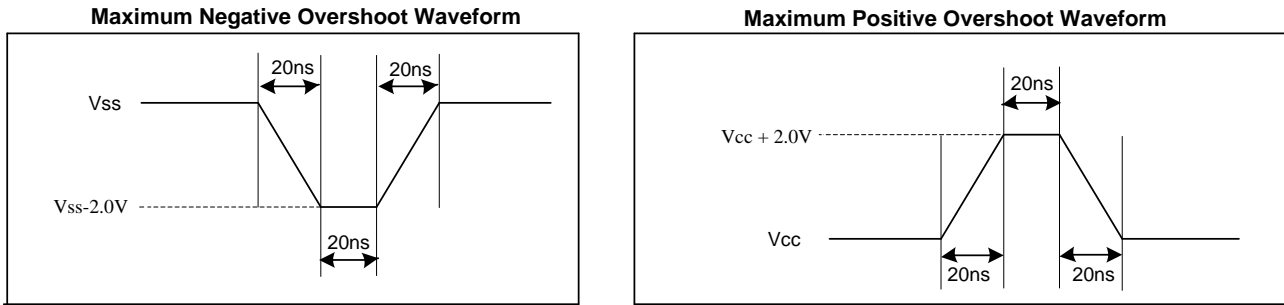 Maximum Negative Overshoot Waveform
20ns
20ns
Vss
Vss-2.0V
20ns
Maximum Positive Overshoot Waveform
20ns
Vcc + 2.0V
Vcc
20ns
20ns